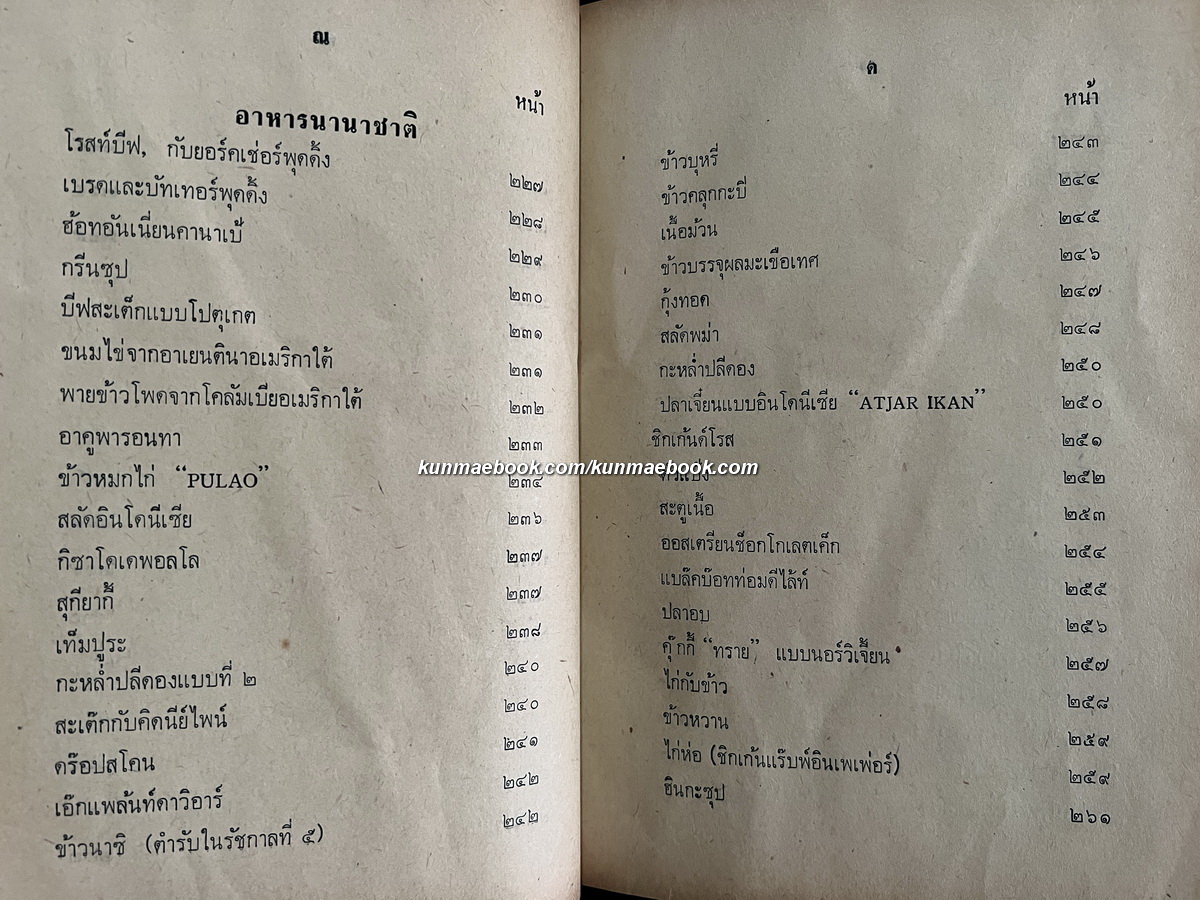 ณ
หน้า
อาหารนานาชาติ
โรสท์บีฟ, กับยอร์คเช่อร์พุดดิ้ง ๒๒๗
เบรดและบัทเทอร์พุดดิ้ง ๒๒๘
ฮ้อทอันเนี่ยนคานาเป้ ๒๒๙
กรีนซุป ๒๓๐
บีฟสะเต็กแบบโปตุเกต ๒๓๑
ขนมไข่จากอาเยนตินาอเมริกาใต้ ๒๓๑
พายข้าวโพดจากโคลัมเบียอเมริกาใต้ ๒๓๒
อาคูพารอนทา ๒๓๓
ข้าวหมกไก่ “PULAO” ๒๓๔
สลัดอินโดนีเซีย ๒๓๖
กิซาโดเดพอลโล ๒๓๗
สุกียากี้ ๒๓๗
เท็มปูระ ๒๓๘
กะหล่ำปลีดองแบบที่ ๒ ๒๔๐
สะเต๊กกับคิดนีย์ไพน์ ๒๔๐
ดร๊อปสโคน ๒๔๑
เอ๊กแพล้นท์คาวิอาร์ ๒๔๒
ข้าวนาซิ (ตำรับในรัชกาลที่ ๕) ๒๔๒
ด
หน้า
ข้าวบุหรี่ ๒๔๓
ข้าวคลุกกะปิ ๒๔๔
เนื้อม้วน ๒๔๕
ข้าวบรรจุผลมะเขือเทศ ๒๔๖
กุ้งทอด ๒๔๗
สลัดพม่า ๒๔๘
กะหล่ำปลีดอง ๒๕๐
ปลาเจี๋ยนแบบอินโดนีเซีย “ATJAR IKAN” ๒๕๐
ชิกเก้นด์โรส ๒๕๑
๒๕๒
สะตูเนื้อ ๒๕๓
ออสเตรียนช็อกโกเลตเค็ก ๒๕๔
แบล๊คบ๊อทท่อมดีไล้ท์ ๒๕๕
ปลาอบ ๒๕๖
คุ๊กกี้ “ทราย” แบบนอร์วิเจี้ยน ๒๕๗
ไก่กับข้าว ๒๕๘
ข้าวหวาน ๒๕๙
ไก่ห่อ (ชิกเก้นแร๊บพ์อินเพเพ่อร์) ๒๕๙
ฮินกะซุป ๒๖๑
kunmaebook.com/kunmaebook.com